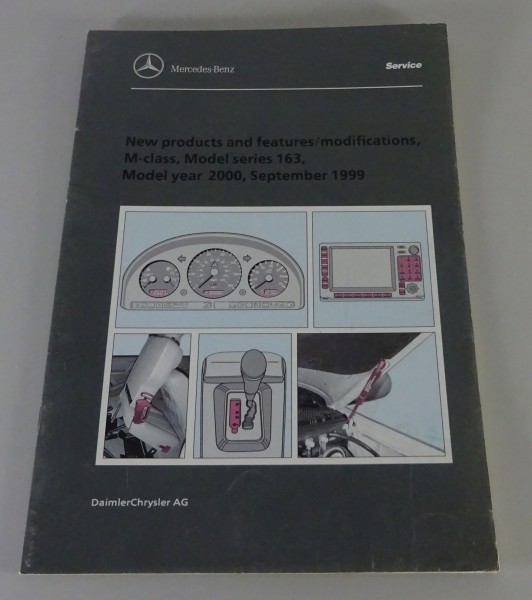 Mercedes-Benz
Service
New products and features/modifications,
M-class, Model series 163,
Model year 2000, September 1999
DaimlerChrysler AG